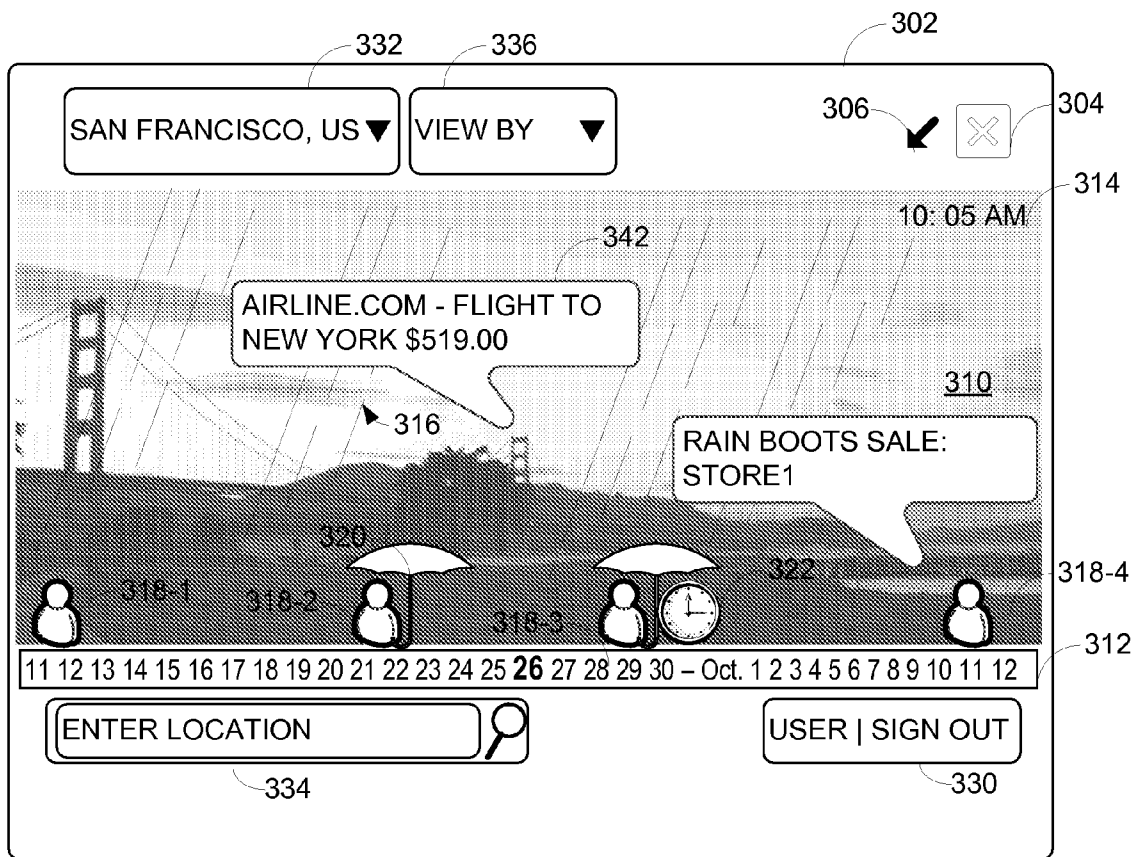 302
332
336
SAN FRANCISCO, US
VIEW BY
306
304
314
10: 05 AM
342
AIRLINE.COM - FLIGHT TO
NEW YORK $519.00
310
316
RAIN BOOTS SALE:
STORE1
320
322
318-4
318-1
318-2
318-3
312
11 12 13 14 15 16 17 18 19 20 21 22 23 24 25 26 27 28 29 30 – Oct. 1 2 3 4 5 6 7 8 9 10 11 12
ENTER LOCATION
USER | SIGN OUT
334
330